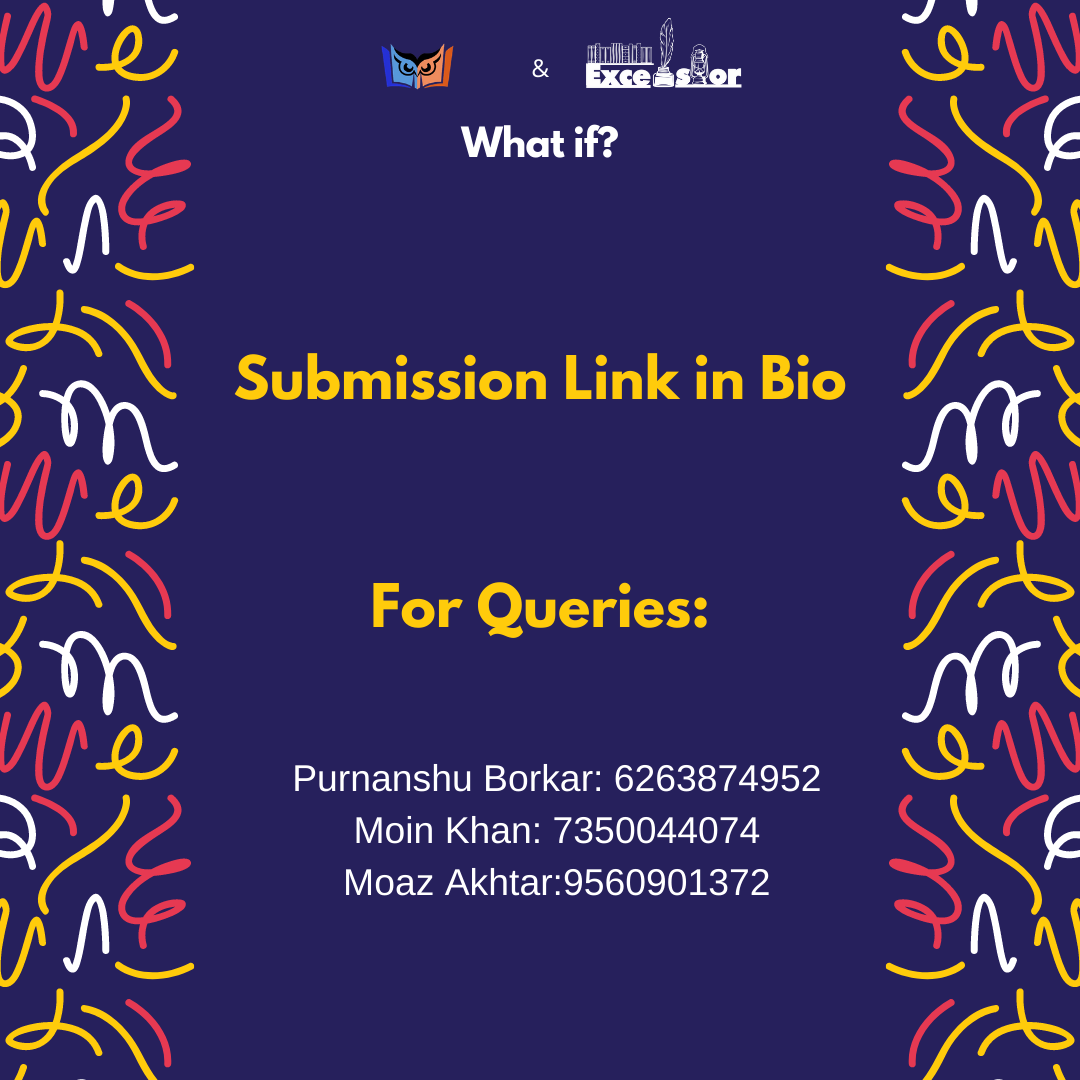 &
Excelsior
What if?
Submission Link in Bio
For Queries:
Purnanshu Borkar: 6263874952
Moin Khan: 7350044074
Moaz Akhtar:9560901372